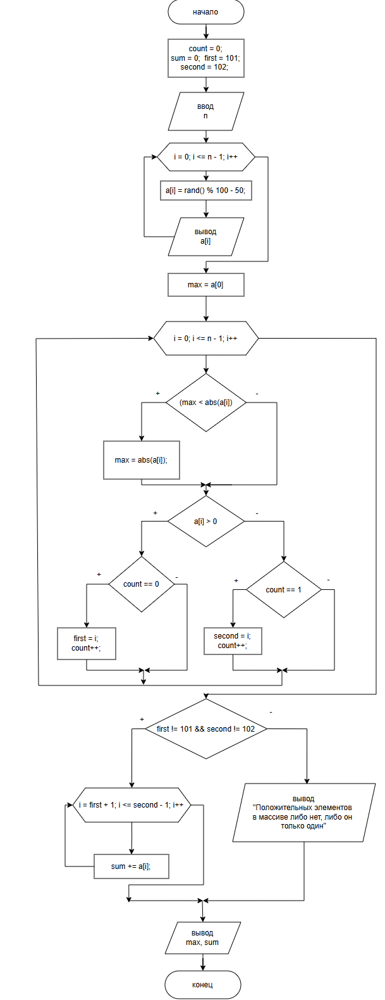 начало
count = 0;
sum = 0; first = 101;
second = 102;
ввод
n
i = 0; i <= n - 1; i++
a[i] = rand() % 100 - 50;
вывод
a[i]
max = a[0]
i = 0; i <= n - 1; i++
+
-
(max < abs(a[i])
max = abs(a[i]);
+
-
a[i] > 0
+
-
count == 0
+
-
count == 1
first = i;
count++;
second = i;
count++;
+
-
first != 101 && second != 102
i = first + 1; i <= second - 1; i++
sum += a[i];
вывод
"Положительных элементов
в массиве либо нет, либо он
только один"
вывод
max, sum
конец